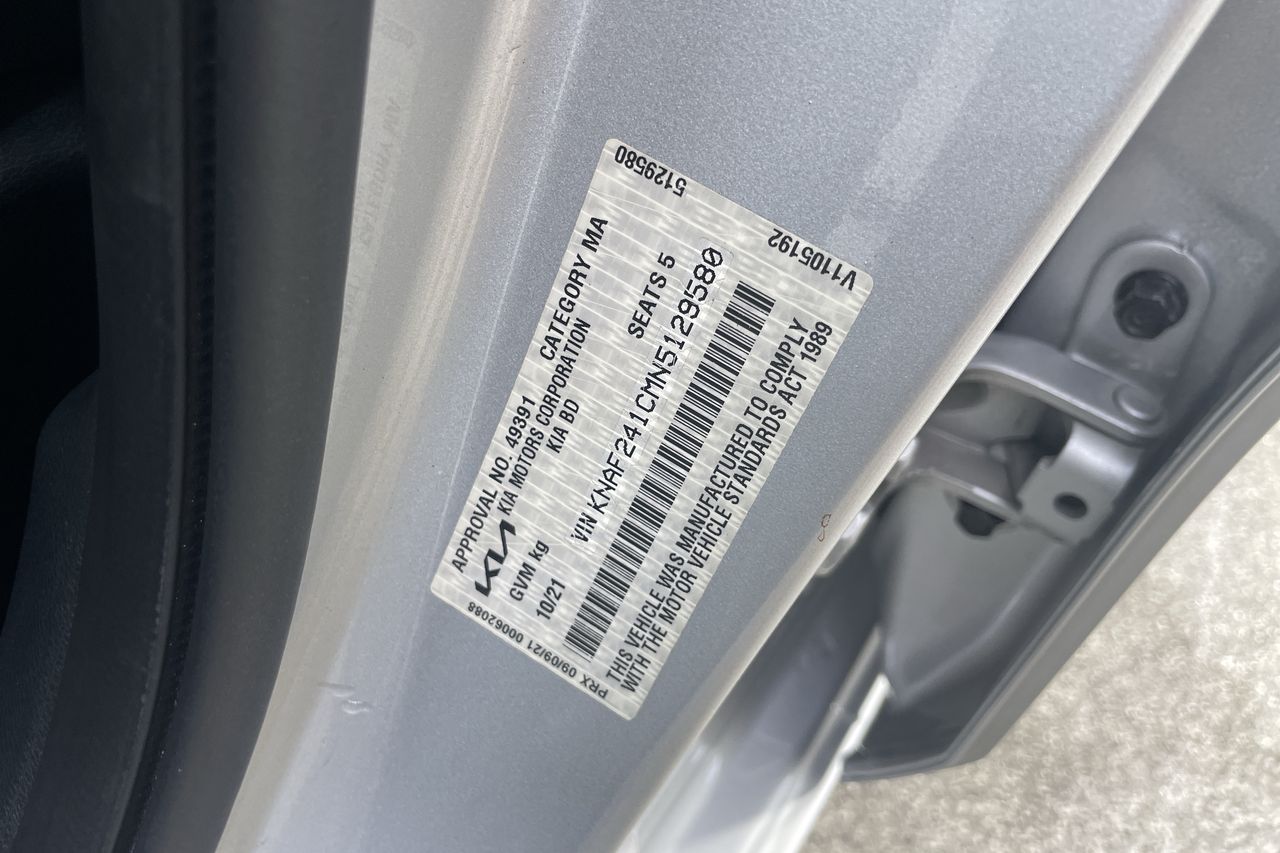 APPROVAL NO. 49391 CATEGORY MA
KIA KIA MOTORS CORPORATION
KIA BD
GVM kg SEATS 5
10/21
VIN KNAF241CMN5129580
THIS VEHICLE WAS MANUFACTURED TO COMPLY
WITH THE MOTOR VEHICLE STANDARDS ACT 1989
PRX 09/09/21 00062088
5129580
V1105192